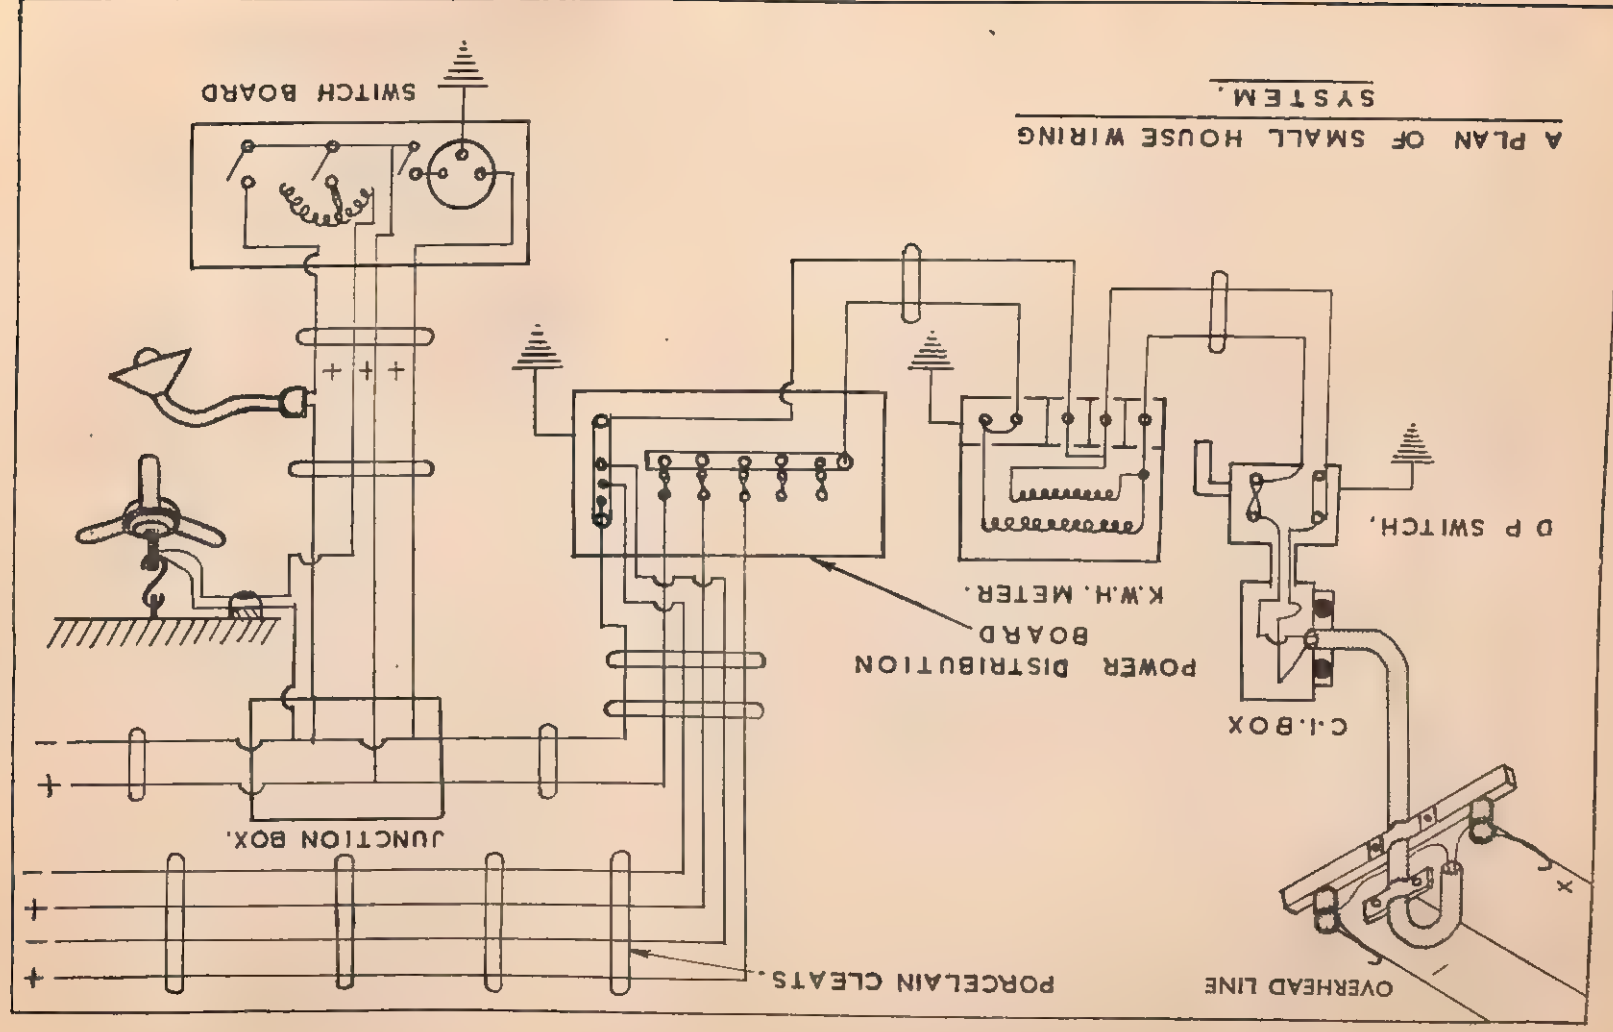 OVERHEAD LINE
PORCELAIN CLEATS.
+
−
+
−
X
JUNCTION BOX.
+
−
C.I. BOX
POWER DISTRIBUTION
BOARD
K.W.H. METER.
D P SWITCH.
+ + +
SWITCH BOARD
A PLAN OF SMALL HOUSE WIRING
SYSTEM.